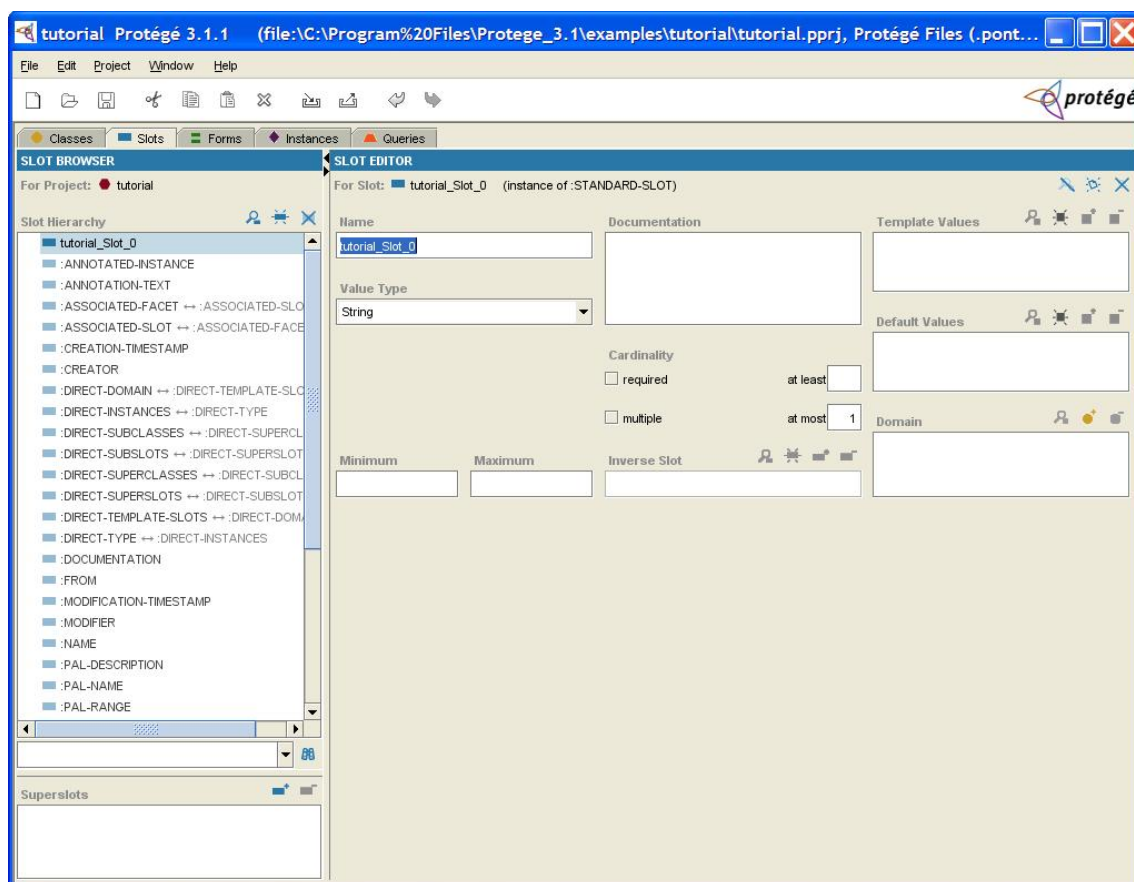 tutorial Protégé 3.1.1 (file:\C:\Program%20Files\Protege_3.1\examples\tutorial\tutorial.pprj, Protégé Files (.pont...
File Edit Project Window Help
protégé
Classes Slots Forms Instances Queries
SLOT BROWSER
For Project: tutorial
Slot Hierarchy
tutorial_Slot_0
:ANNOTATED-INSTANCE
:ANNOTATION-TEXT
:ASSOCIATED-FACET ↔ :ASSOCIATED-SLO
:ASSOCIATED-SLOT ↔ :ASSOCIATED-FACE
:CREATION-TIMESTAMP
:CREATOR
:DIRECT-DOMAIN ↔ :DIRECT-TEMPLATE-SLO
:DIRECT-INSTANCES ↔ :DIRECT-TYPE
:DIRECT-SUBCLASSES ↔ :DIRECT-SUPERCL
:DIRECT-SUBSLOTS ↔ :DIRECT-SUPERSLOT
:DIRECT-SUPERCLASSES ↔ :DIRECT-SUBCL
:DIRECT-SUPERSLOTS ↔ :DIRECT-SUBSLOT
:DIRECT-TEMPLATE-SLOTS ↔ :DIRECT-DOMA
:DIRECT-TYPE ↔ :DIRECT-INSTANCES
:DOCUMENTATION
:FROM
:MODIFICATION-TIMESTAMP
:MODIFIER
:NAME
:PAL-DESCRIPTION
:PAL-NAME
:PAL-RANGE
Superslots
SLOT EDITOR
For Slot: tutorial_Slot_0 (instance of :STANDARD-SLOT)
Name
tutorial_Slot_0
Value Type
String
Documentation
Cardinality
required at least
multiple at most 1
Minimum Maximum
Inverse Slot
Template Values
Default Values
Domain